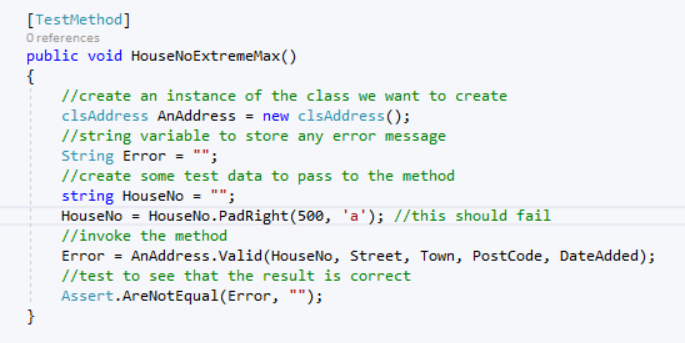 [TestMethod]
0 references
public void HouseNoExtremeMax()
{
//create an instance of the class we want to create
clsAddress AnAddress = new clsAddress();
//string variable to store any error message
String Error = "";
//create some test data to pass to the method
string HouseNo = "";
HouseNo = HouseNo.PadRight(500, 'a'); //this should fail
//invoke the method
Error = AnAddress.Valid(HouseNo, Street, Town, PostCode, DateAdded);
//test to see that the result is correct
Assert.AreNotEqual(Error, "");
}